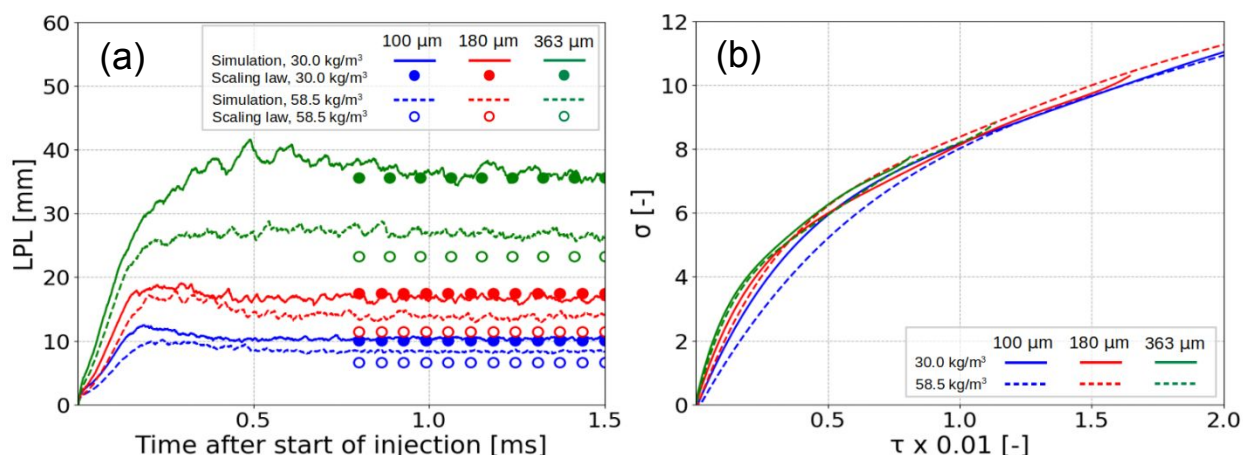 (a)
60
50
40
30
20
10
0
LPL [mm]
100 μm 180 μm 363 μm
Simulation, 30.0 kg/m³
Scaling law, 30.0 kg/m³
Simulation, 58.5 kg/m³
Scaling law, 58.5 kg/m³
0.5 1.0 1.5
Time after start of injection [ms]
(b)
12
10
8
6
4
2
0
σ [-]
100 μm 180 μm 363 μm
30.0 kg/m³
58.5 kg/m³
0.5 1.0 1.5 2.0
τ x 0.01 [-]